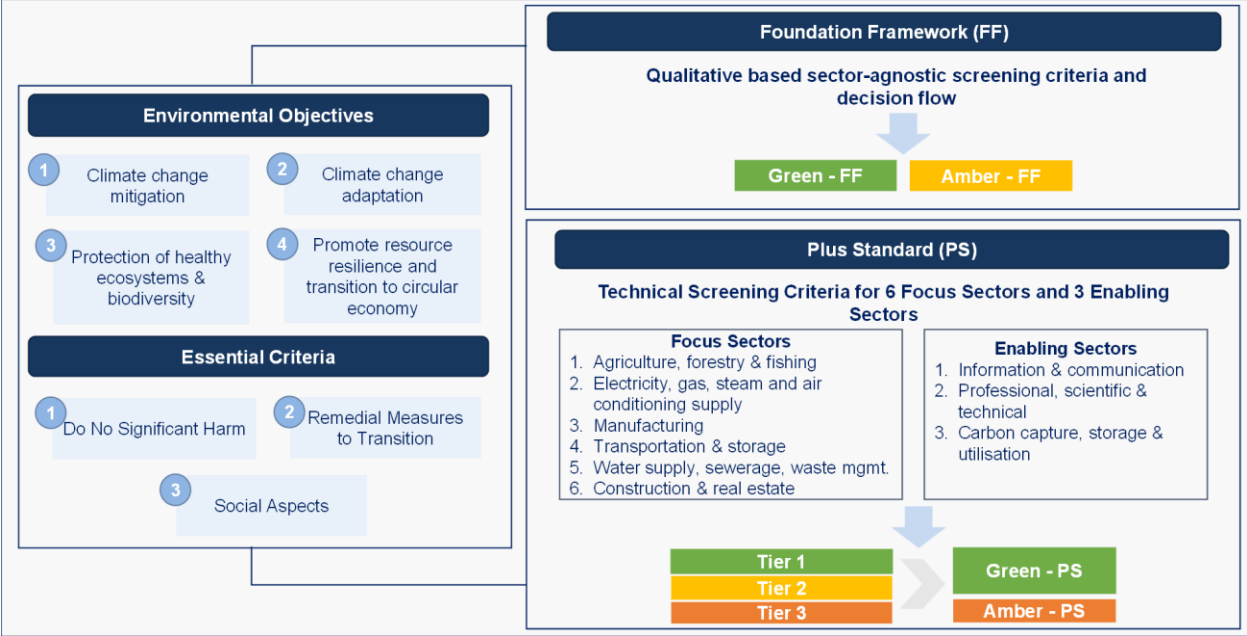 Environmental Objectives
1
Climate change
mitigation
2
Climate change
adaptation
3
Protection of healthy
ecosystems &
biodiversity
4
Promote resource
resilience and
transition to circular
economy
Essential Criteria
1
Do No Significant Harm
2
Remedial Measures
to Transition
3
Social Aspects
Foundation Framework (FF)
Qualitative based sector-agnostic screening criteria and
decision flow
Green - FF
Amber - FF
Plus Standard (PS)
Technical Screening Criteria for 6 Focus Sectors and 3 Enabling
Sectors
Focus Sectors
1. Agriculture, forestry & fishing
2. Electricity, gas, steam and air
conditioning supply
3. Manufacturing
4. Transportation & storage
5. Water supply, sewerage, waste mgmt.
6. Construction & real estate
Enabling Sectors
1. Information & communication
2. Professional, scientific &
technical
3. Carbon capture, storage &
utilisation
Tier 1
Tier 2
Tier 3
Green - PS
Amber - PS